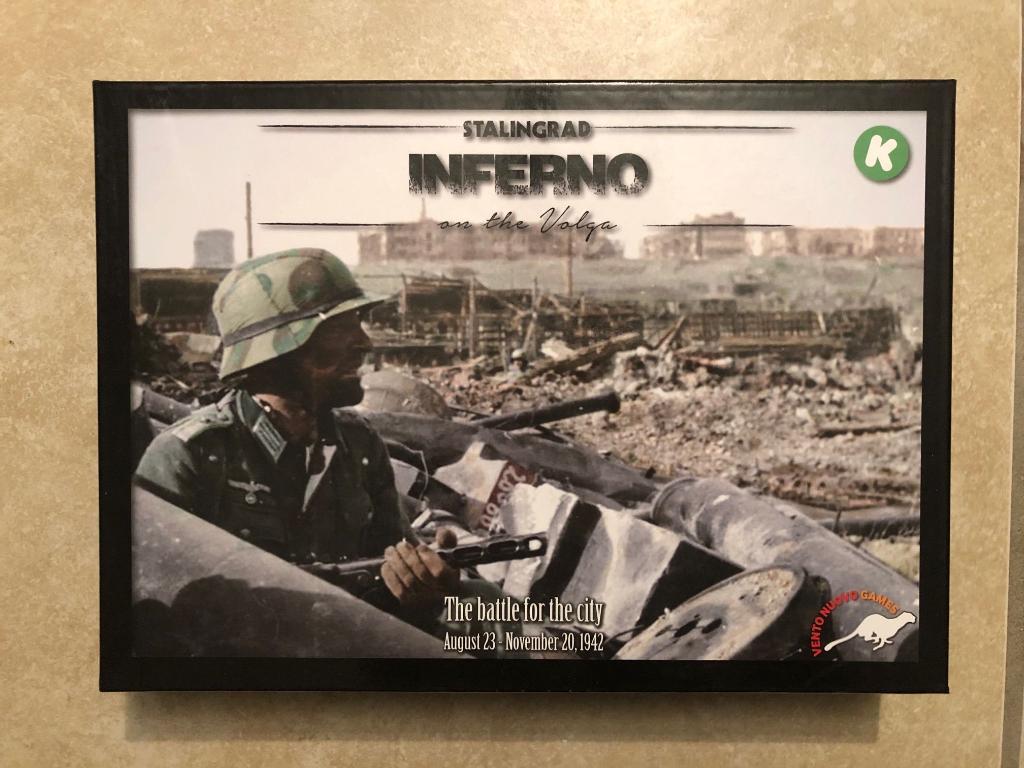 STALINGRAD
INFERNO
on the Volga
K
The battle for the city
August 23 - November 20, 1942
VENTO NUOVO GAMES